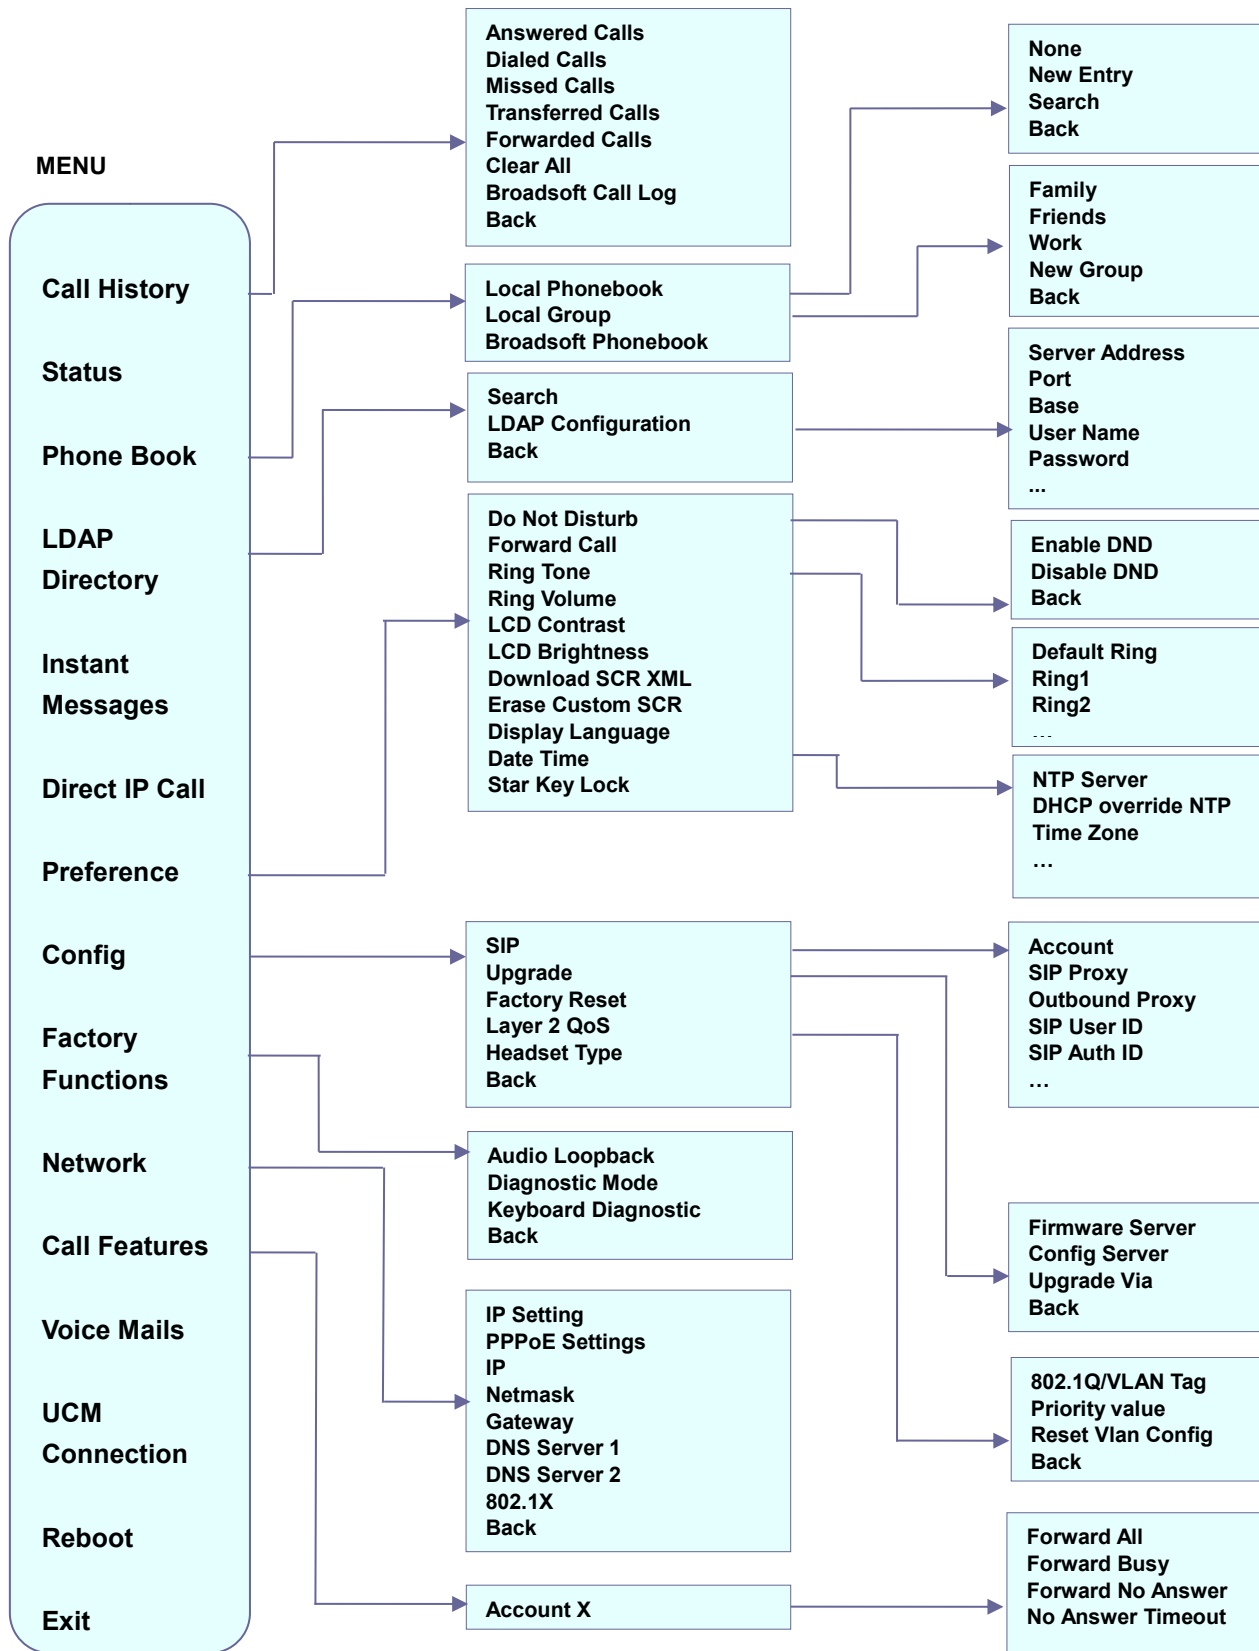 MENU
Call History
Status
Phone Book
LDAP
Directory
Instant
Messages
Direct IP Call
Preference
Config
Factory
Functions
Network
Call Features
Voice Mails
UCM
Connection
Reboot
Exit
Answered Calls
Dialed Calls
Missed Calls
Transferred Calls
Forwarded Calls
Clear All
Broadsoft Call Log
Back
Local Phonebook
Local Group
Broadsoft Phonebook
Search
LDAP Configuration
Back
Do Not Disturb
Forward Call
Ring Tone
Ring Volume
LCD Contrast
LCD Brightness
Download SCR XML
Erase Custom SCR
Display Language
Date Time
Star Key Lock
SIP
Upgrade
Factory Reset
Layer 2 QoS
Headset Type
Back
Audio Loopback
Diagnostic Mode
Keyboard Diagnostic
Back
IP Setting
PPPoE Settings
IP
Netmask
Gateway
DNS Server 1
DNS Server 2
802.1X
Back
Account X
None
New Entry
Search
Back
Family
Friends
Work
New Group
Back
Server Address
Port
Base
User Name
Password
...
Enable DND
Disable DND
Back
Default Ring
Ring1
Ring2
…
NTP Server
DHCP override NTP
Time Zone
…
Account
SIP Proxy
Outbound Proxy
SIP User ID
SIP Auth ID
…
Firmware Server
Config Server
Upgrade Via
Back
802.1Q/VLAN Tag
Priority value
Reset Vlan Config
Back
Forward All
Forward Busy
Forward No Answer
No Answer Timeout